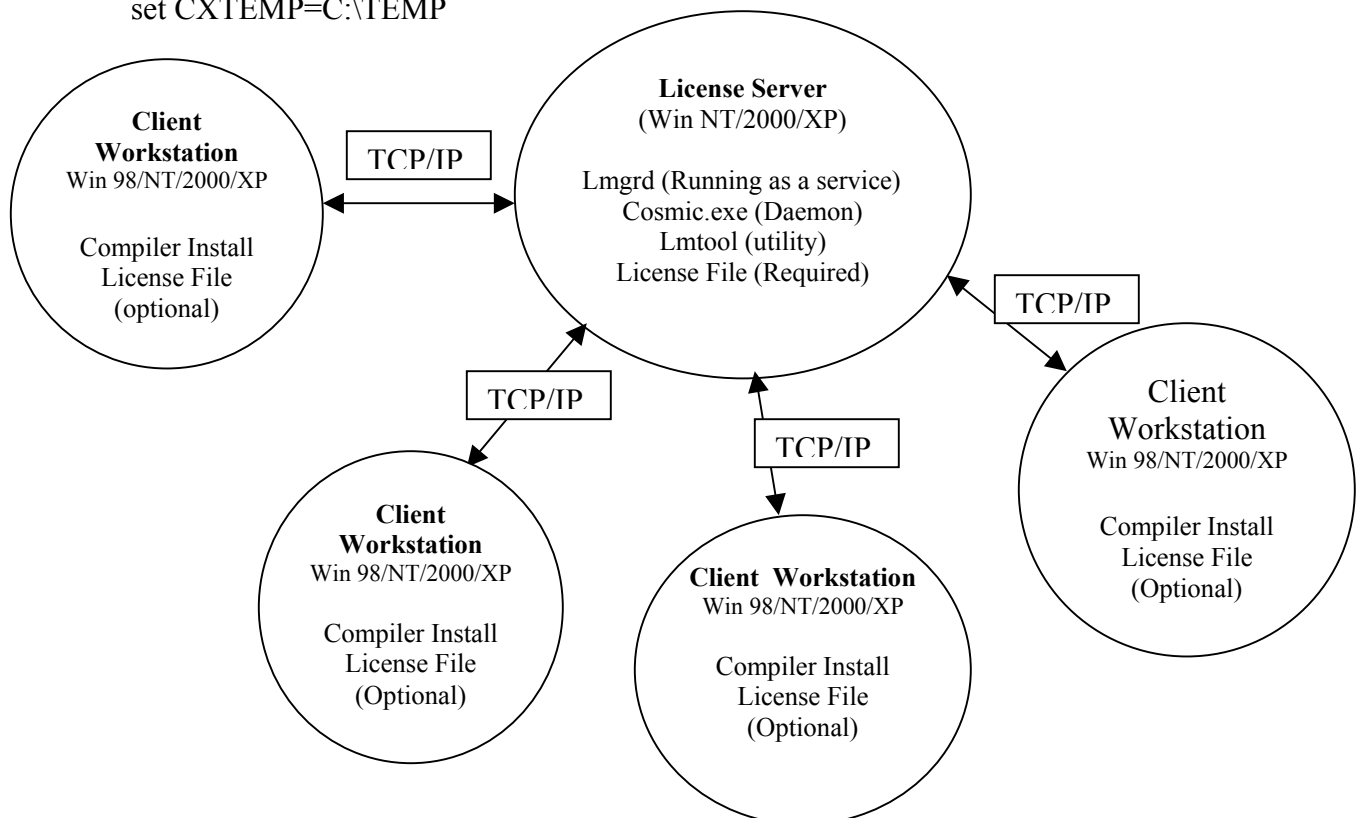 set CXTEMP=C:\TEMP
License Server
(Win NT/2000/XP)
Lmgrd (Running as a service)
Cosmic.exe (Daemon)
Lmtool (utility)
License File (Required)
Client
Workstation
Win 98/NT/2000/XP
Compiler Install
License File
(optional)
TCP/IP
TCP/IP
TCP/IP
TCP/IP
Client
Workstation
Win 98/NT/2000/XP
Compiler Install
License File
(Optional)
Client Workstation
Win 98/NT/2000/XP
Compiler Install
License File
(Optional)
Client
Workstation
Win 98/NT/2000/XP
Compiler Install
License File
(Optional)